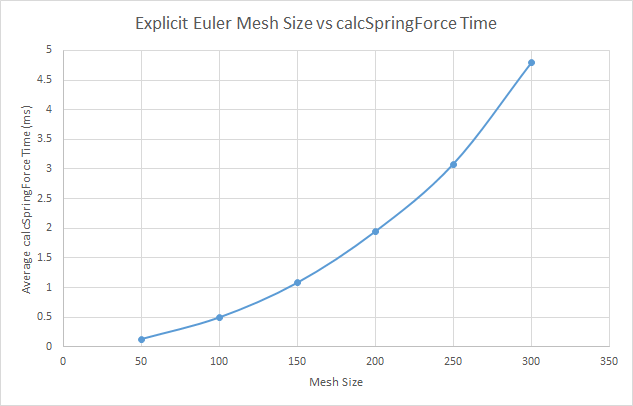 Explicit Euler Mesh Size vs calcSpringForce Time
Average calcSpringForce Time (ms)
5
4.5
4
3.5
3
2.5
2
1.5
1
0.5
0
0 50 100 150 200 250 300 350
Mesh Size